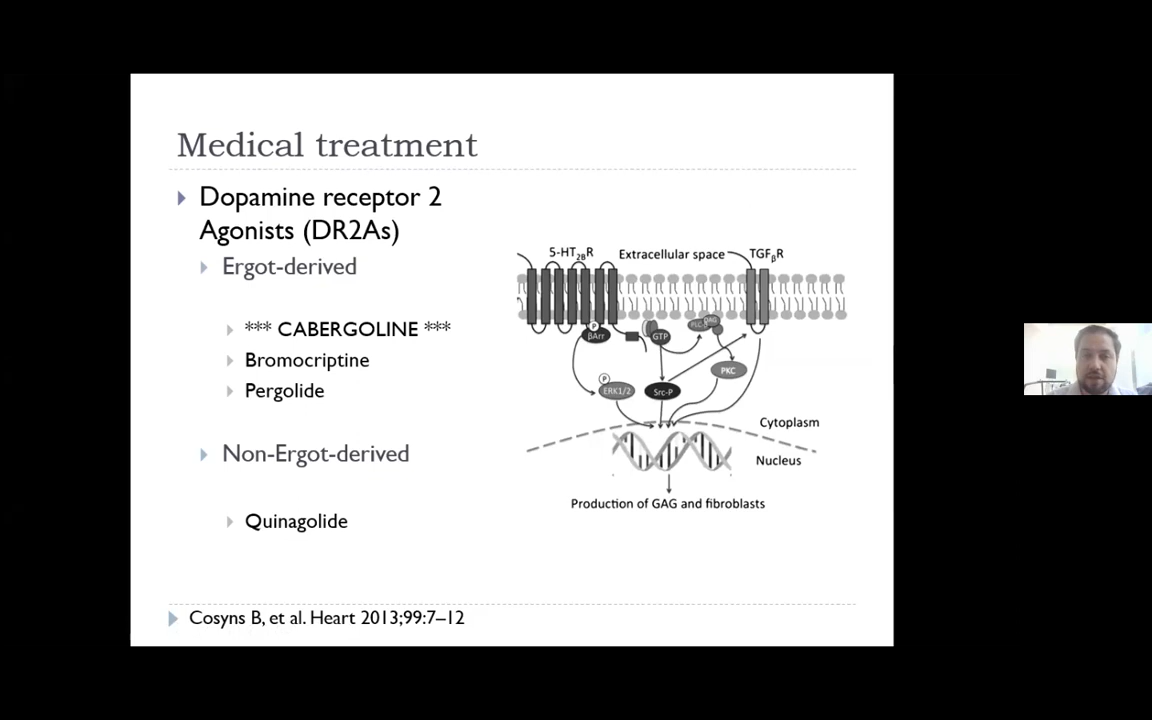 Medical treatment
Dopamine receptor 2
Agonists (DR2As)
Ergot-derived
*** CABERGOLINE ***
Bromocriptine
Pergolide
Non-Ergot-derived
Quinagolide
5-HT2BR
Extracellular space
TGFβR
P
βArr
GTP
PLC-β
DAG
PKC
P
ERK1/2
Src-P
Cytoplasm
Nucleus
Production of GAG and fibroblasts
Cosyns B, et al. Heart 2013;99:7–12